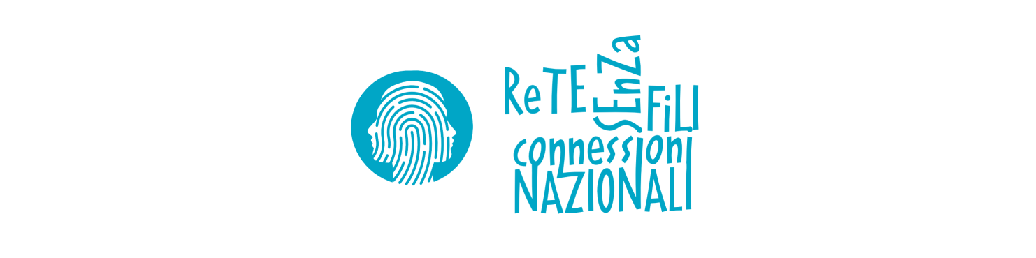 ReTE SEnZa FiLI
connessioni
NAZIONALI